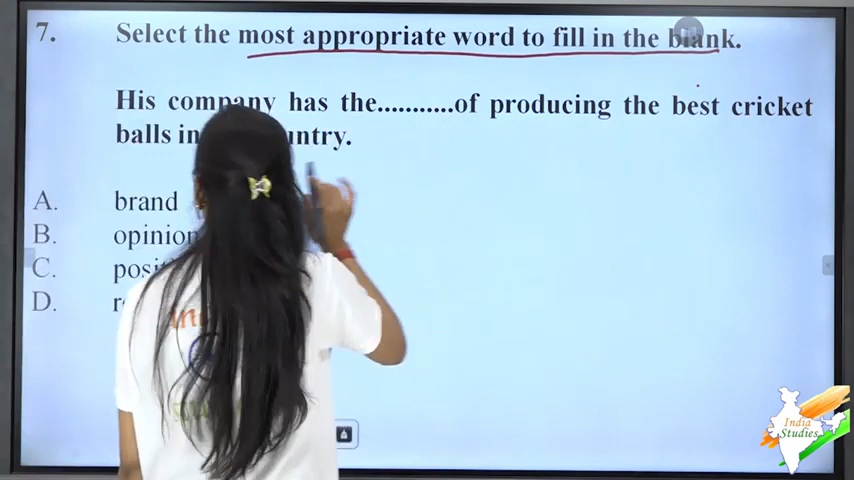 7. Select the most appropriate word to fill in the blank.
His company has the...........of producing the best cricket
balls in
A. brand
B. opinion
C.
D.
India
Studies